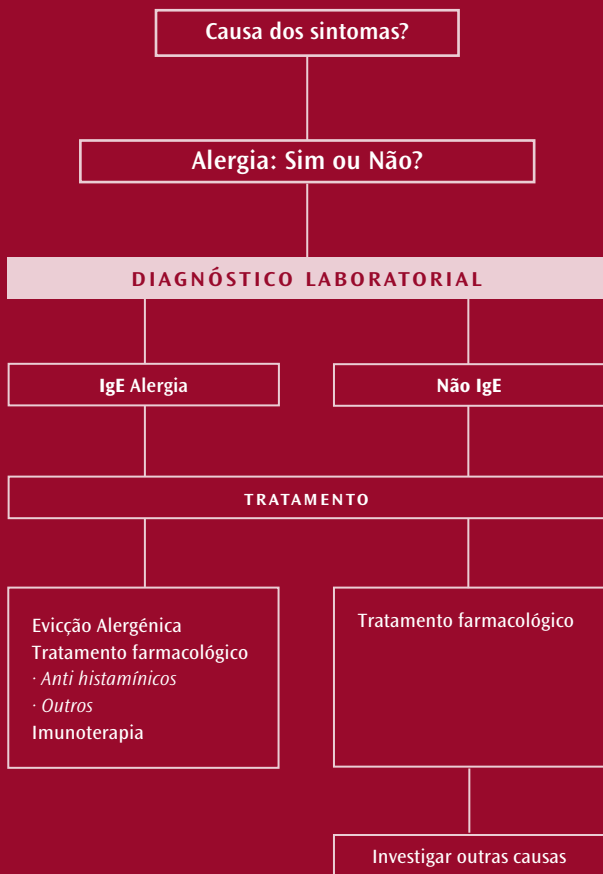 Causa dos sintomas?
Alergia: Sim ou Não?
DIAGNÓSTICO LABORATORIAL
IgE Alergia
Não IgE
TRATAMENTO
Evicção Alergénica
Tratamento farmacológico
· Anti histamínicos
· Outros
Imunoterapia
Tratamento farmacológico
Investigar outras causas